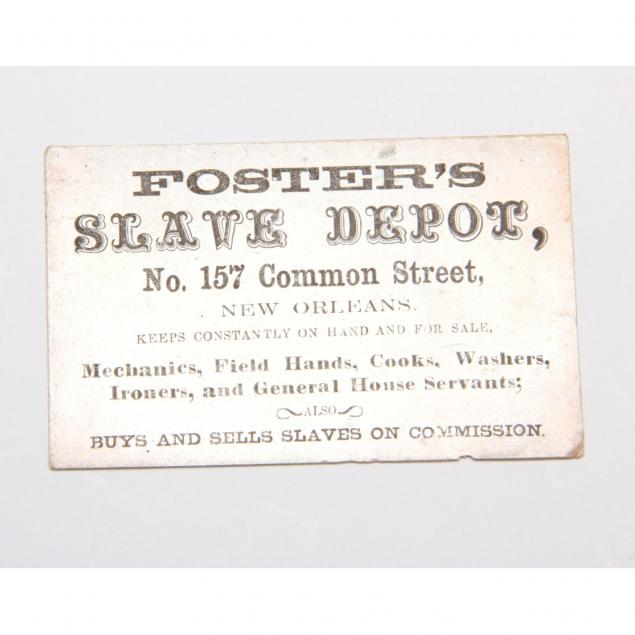 FOSTER'S
SLAVE DEPOT,
No. 157 Common Street,
NEW ORLEANS.
KEEPS CONSTANTLY ON HAND AND FOR SALE,
Mechanics, Field Hands, Cooks, Washers,
Ironers, and General House Servants;
ALSO
BUYS AND SELLS SLAVES ON COMMISSION.